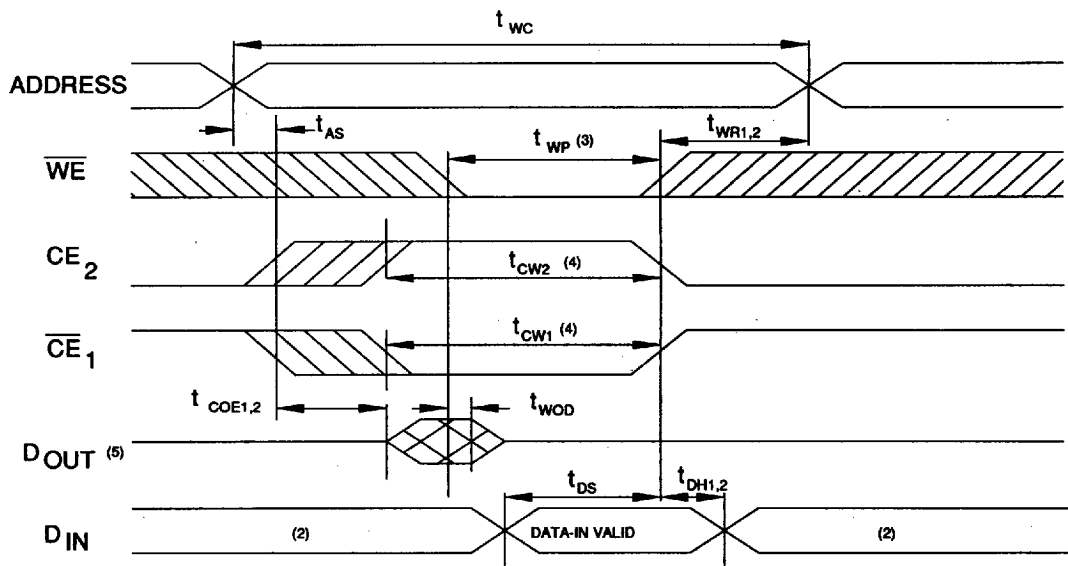 t WC
ADDRESS
t AS
t WR1,2
t WP (3)
WE
CE 2
t CW2 (4)
CE 1
t CW1 (4)
t COE1,2
t WOD
D OUT (5)
t DS
t DH1,2
D IN
(2)
DATA-IN VALID
(2)